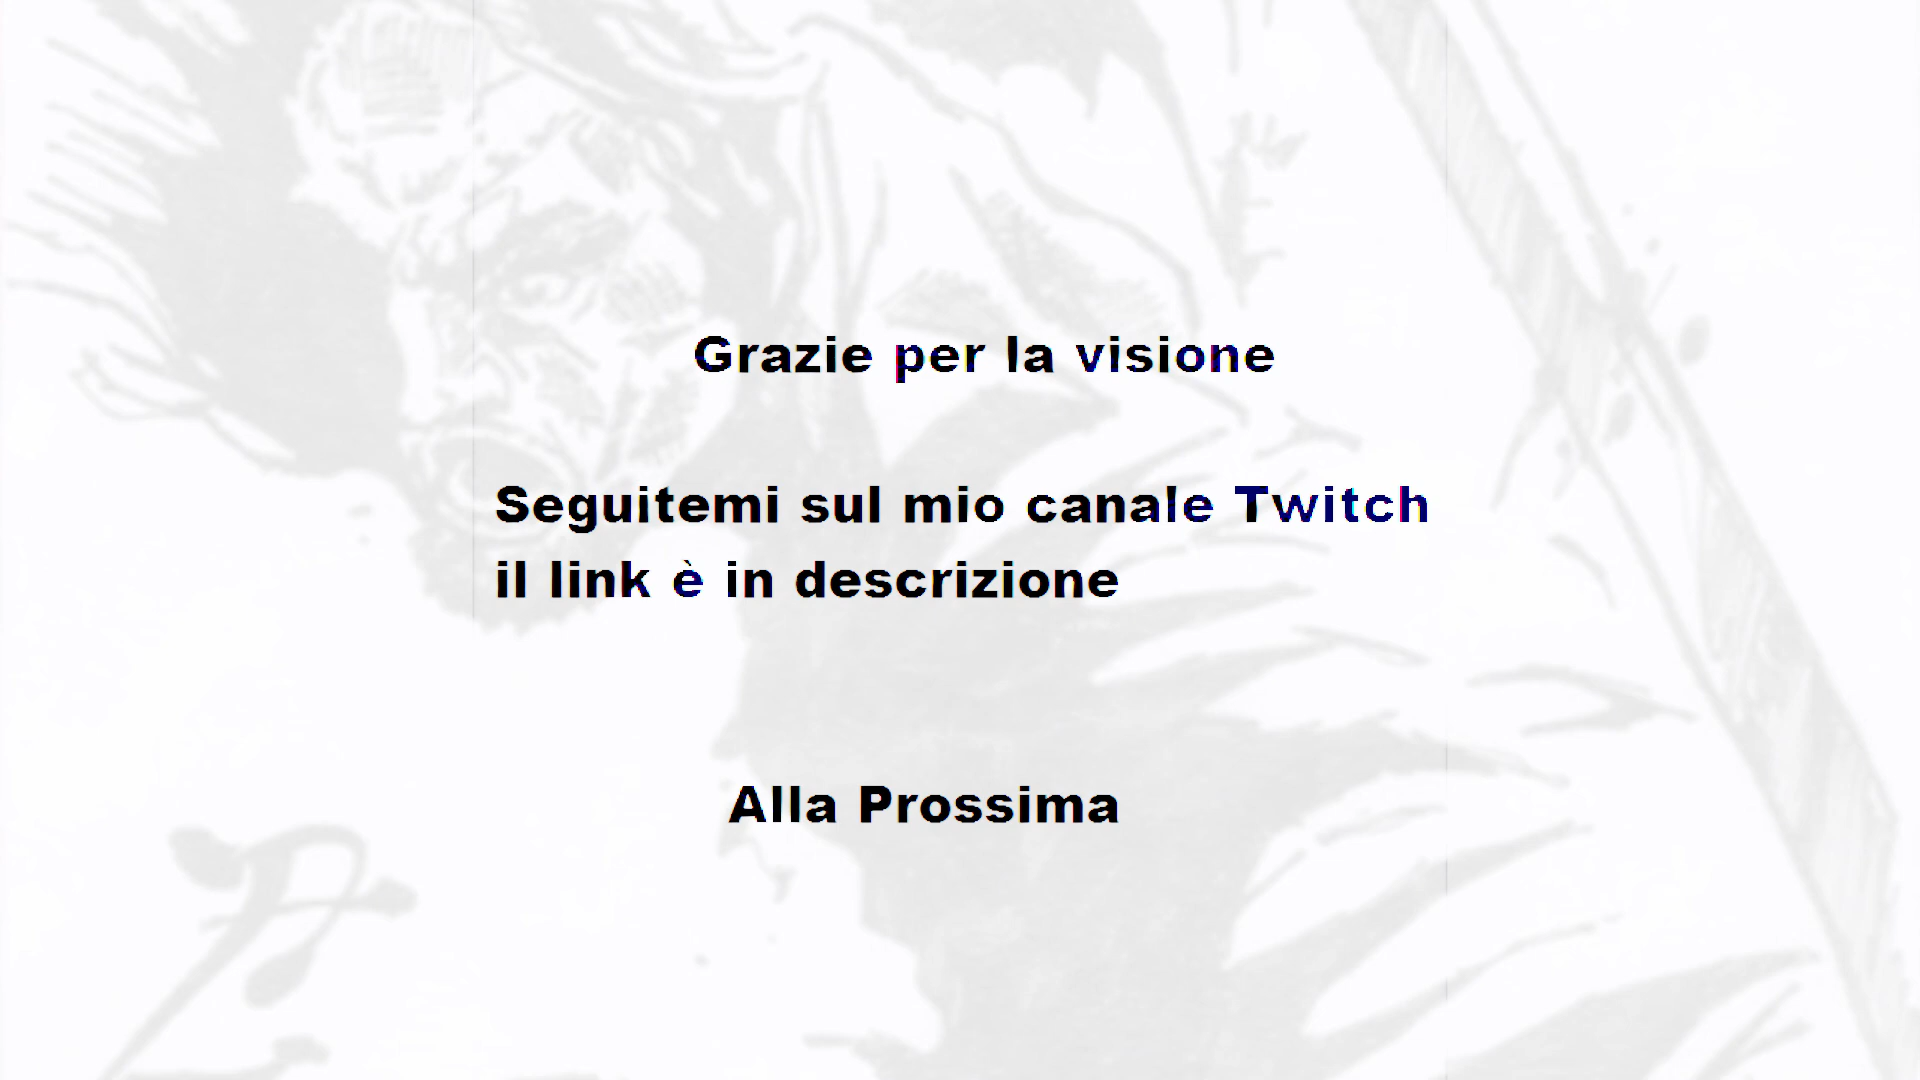 Grazie per la visione
Seguitemi sul mio canale Twitch
il link è in descrizione
Alla Prossima